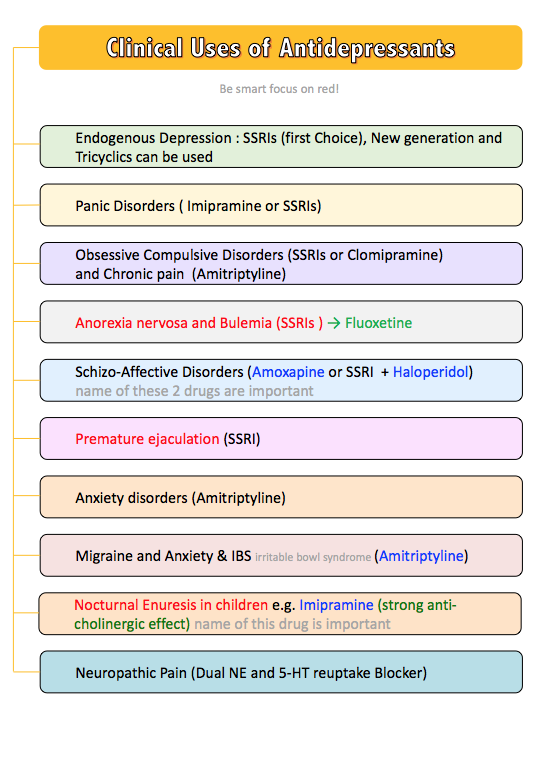 Clinical Uses of Antidepressants
Be smart focus on red!
Endogenous Depression : SSRIs (first Choice), New generation and
Tricyclics can be used
Panic Disorders ( Imipramine or SSRIs)
Obsessive Compulsive Disorders (SSRIs or Clomipramine)
and Chronic pain (Amitriptyline)
Anorexia nervosa and Bulemia (SSRIs ) → Fluoxetine
Schizo-Affective Disorders (Amoxapine or SSRI + Haloperidol)
name of these 2 drugs are important
Premature ejaculation (SSRI)
Anxiety disorders (Amitriptyline)
Migraine and Anxiety & IBS irritable bowl syndrome (Amitriptyline)
Nocturnal Enuresis in children e.g. Imipramine (strong anti-
cholinergic effect) name of this drug is important
Neuropathic Pain (Dual NE and 5-HT reuptake Blocker)